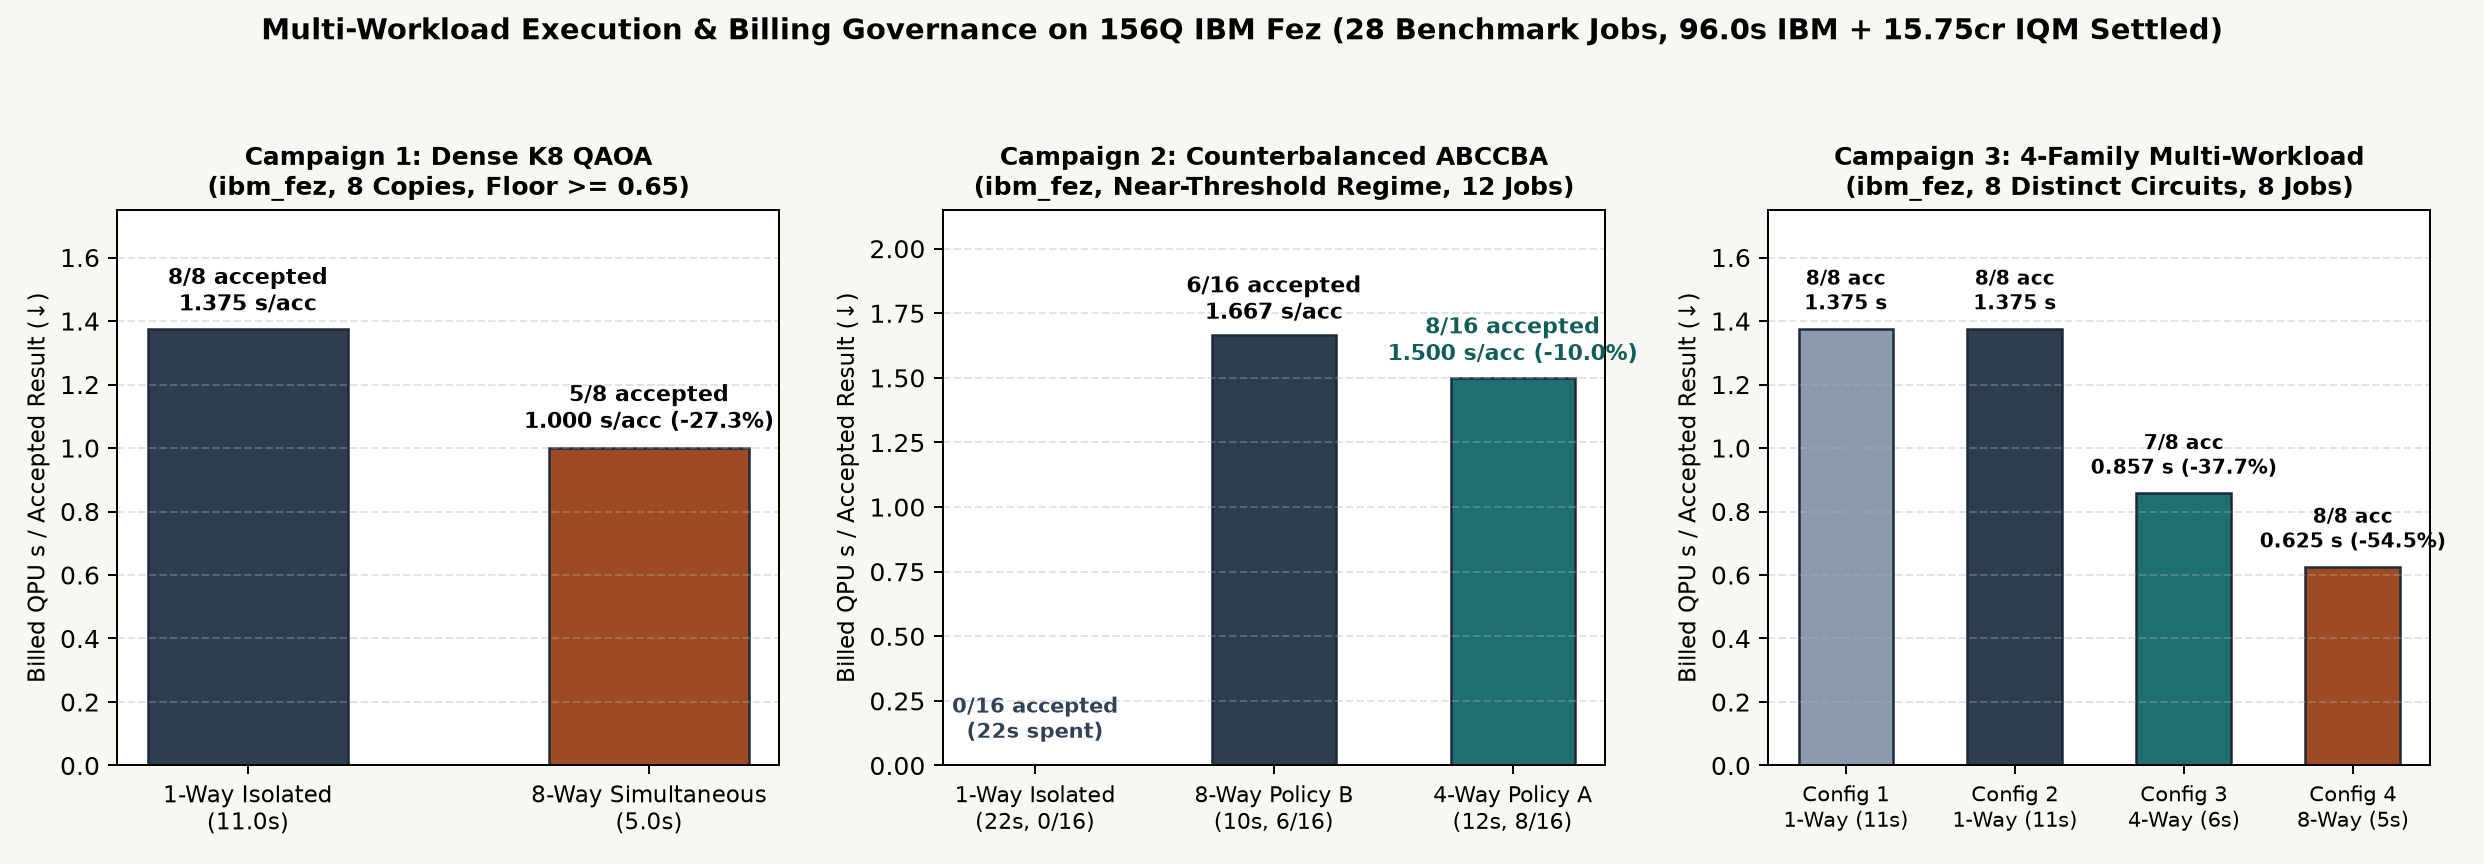 Multi-Workload Execution & Billing Governance on 156Q IBM Fez (28 Benchmark Jobs, 96.0s IBM + 15.75cr IQM Settled)
Campaign 1: Dense K8 QAOA
(ibm_fez, 8 Copies, Floor >= 0.65)
Billed QPU s / Accepted Result (↓)
1.6
1.4
1.2
1.0
0.8
0.6
0.4
0.2
0.0
8/8 accepted
1.375 s/acc
5/8 accepted
1.000 s/acc (-27.3%)
1-Way Isolated
(11.0s)
8-Way Simultaneous
(5.0s)
Campaign 2: Counterbalanced ABCCBA
(ibm_fez, Near-Threshold Regime, 12 Jobs)
Billed QPU s / Accepted Result (↓)
2.00
1.75
1.50
1.25
1.00
0.75
0.50
0.25
0.00
0/16 accepted
(22s spent)
6/16 accepted
1.667 s/acc
8/16 accepted
1.500 s/acc (-10.0%)
1-Way Isolated
(22s, 0/16)
8-Way Policy B
(10s, 6/16)
4-Way Policy A
(12s, 8/16)
Campaign 3: 4-Family Multi-Workload
(ibm_fez, 8 Distinct Circuits, 8 Jobs)
Billed QPU s / Accepted Result (↓)
1.6
1.4
1.2
1.0
0.8
0.6
0.4
0.2
0.0
8/8 acc
1.375 s
8/8 acc
1.375 s
7/8 acc
0.857 s (-37.7%)
8/8 acc
0.625 s (-54.5%)
Config 1
1-Way (11s)
Config 2
1-Way (11s)
Config 3
4-Way (6s)
Config 4
8-Way (5s)